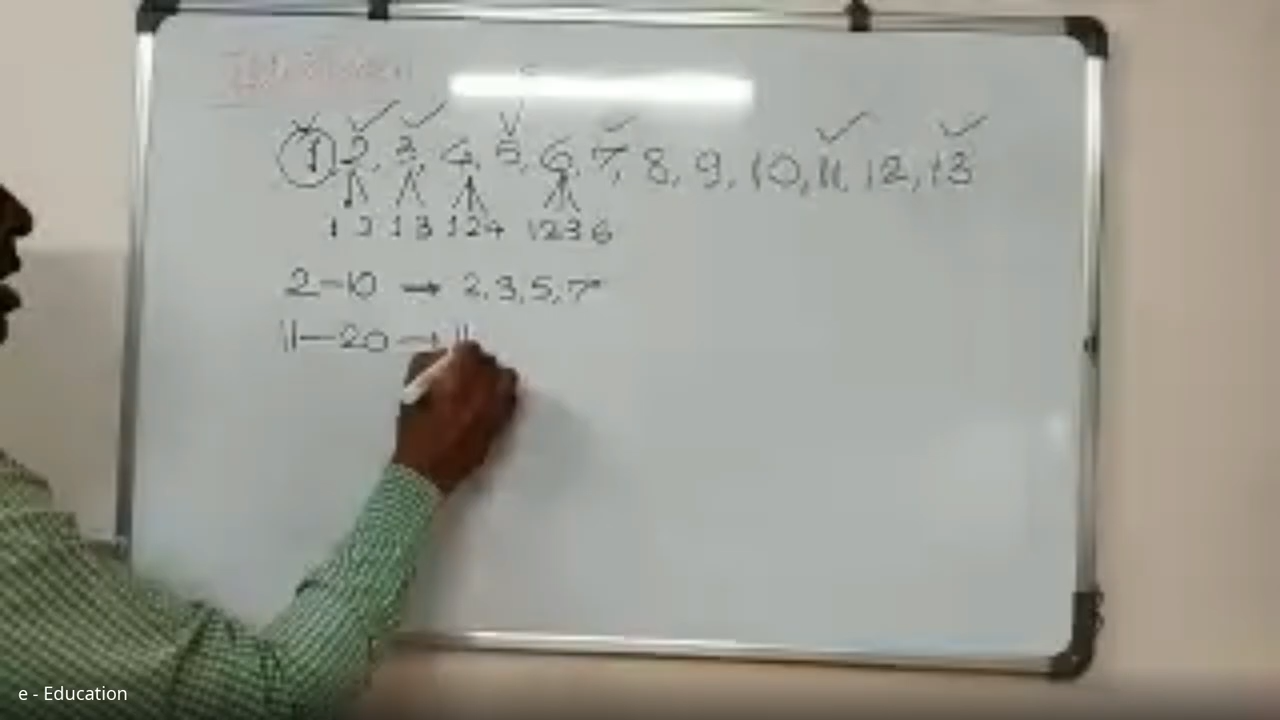 1, 2, 3, 4, 5, 6, 7, 8, 9, 10, 11, 12, 13
1 2 1 3 1 2 4 1 2 3 6
2-10 → 2, 3, 5, 7
11-20 → 11
e - Education